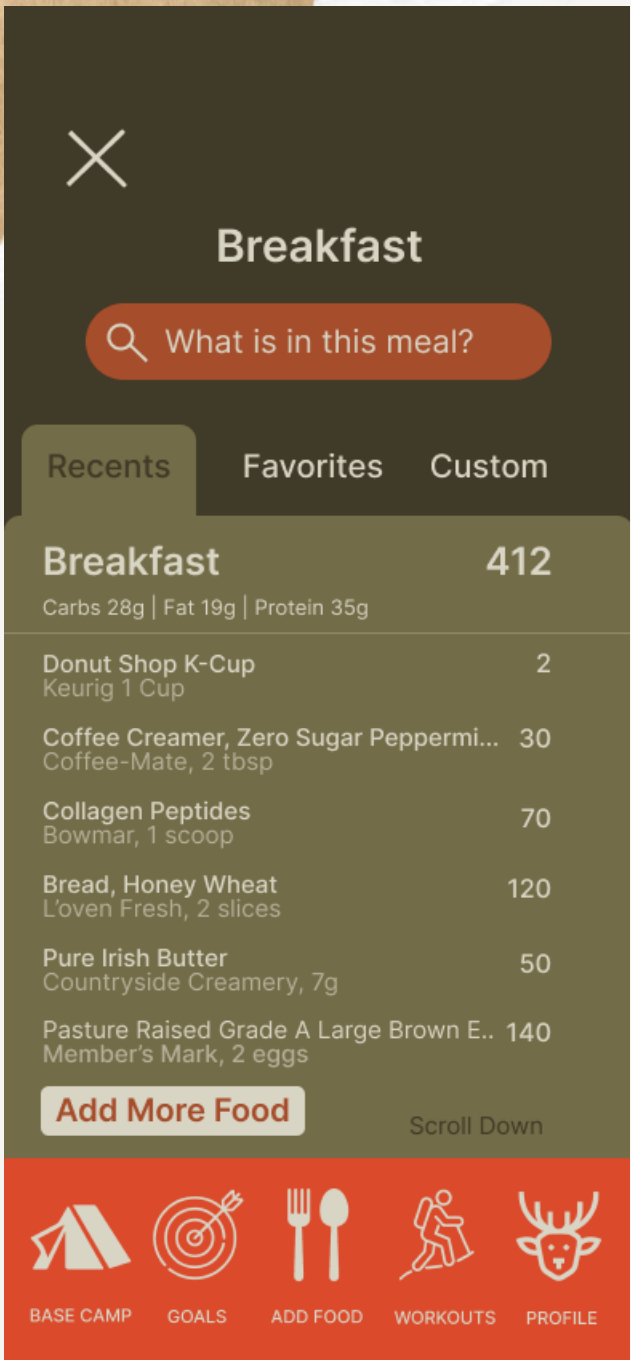 Breakfast
What is in this meal?
Recents Favorites Custom
Breakfast 412
Carbs 28g | Fat 19g | Protein 35g
Donut Shop K-Cup 2
Keurig 1 Cup
Coffee Creamer, Zero Sugar Peppermi... 30
Coffee-Mate, 2 tbsp
Collagen Peptides 70
Bowmar, 1 scoop
Bread, Honey Wheat 120
L'oven Fresh, 2 slices
Pure Irish Butter 50
Countryside Creamery, 7g
Pasture Raised Grade A Large Brown E.. 140
Member's Mark, 2 eggs
Add More Food
Scroll Down
BASE CAMP GOALS ADD FOOD WORKOUTS PROFILE